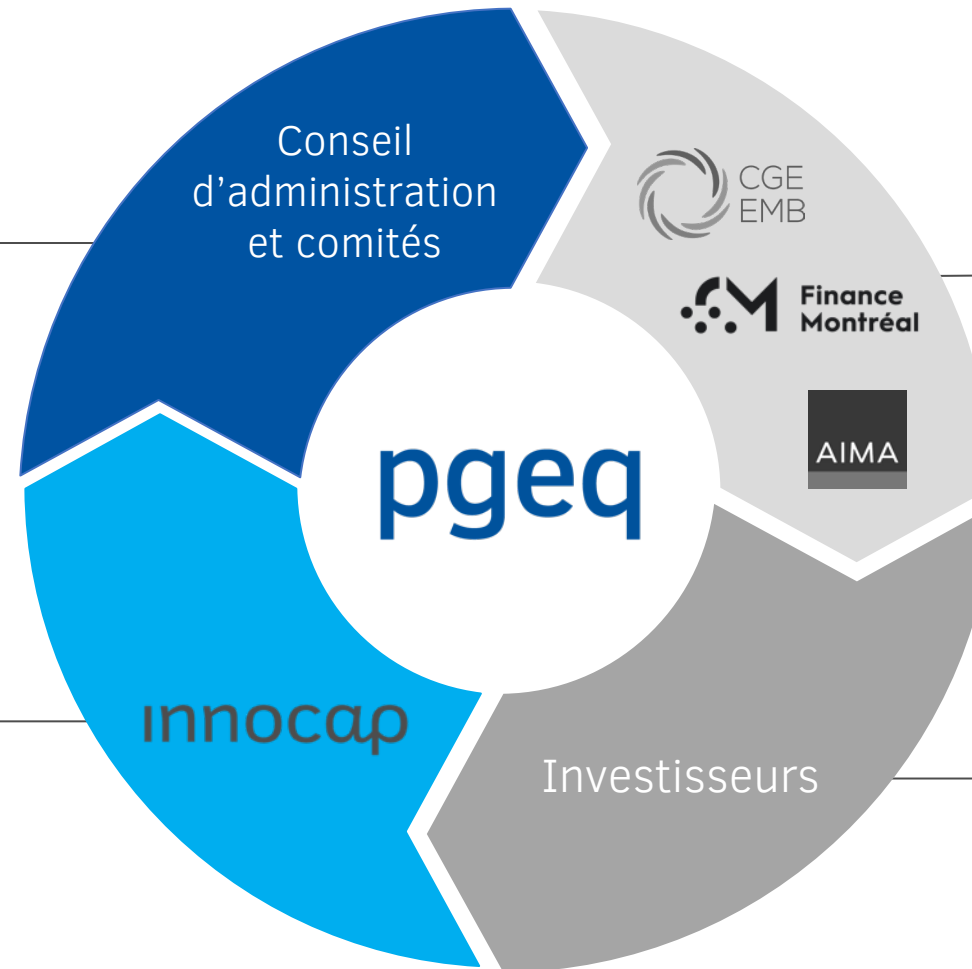 Conseil
d'administration
et comités
CGE
EMB
Finance
Montréal
AIMA
pgeq
innocap
Investisseurs